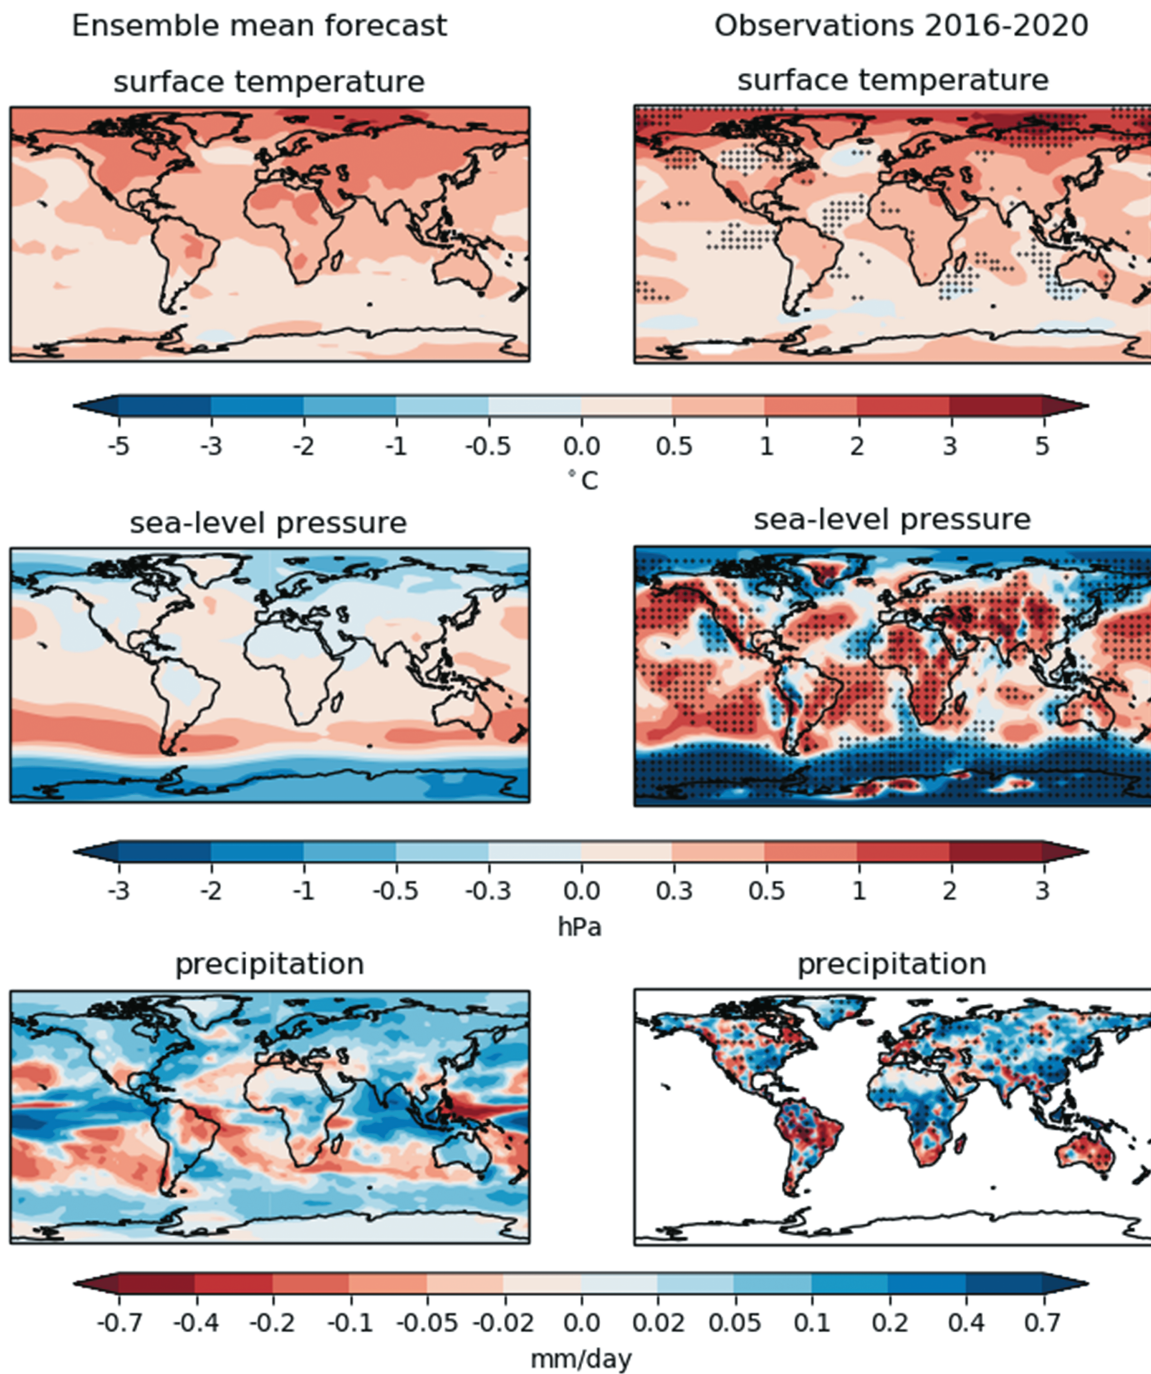 Ensemble mean forecast
Observations 2016-2020
surface temperature
surface temperature
-5 -3 -2 -1 -0.5 0.0 0.5 1 2 3 5
°C
sea-level pressure
sea-level pressure
-3 -2 -1 -0.5 -0.3 0.0 0.3 0.5 1 2 3
hPa
precipitation
precipitation
-0.7 -0.4 -0.2 -0.1 -0.05 -0.02 0.0 0.02 0.05 0.1 0.2 0.4 0.7
mm/day